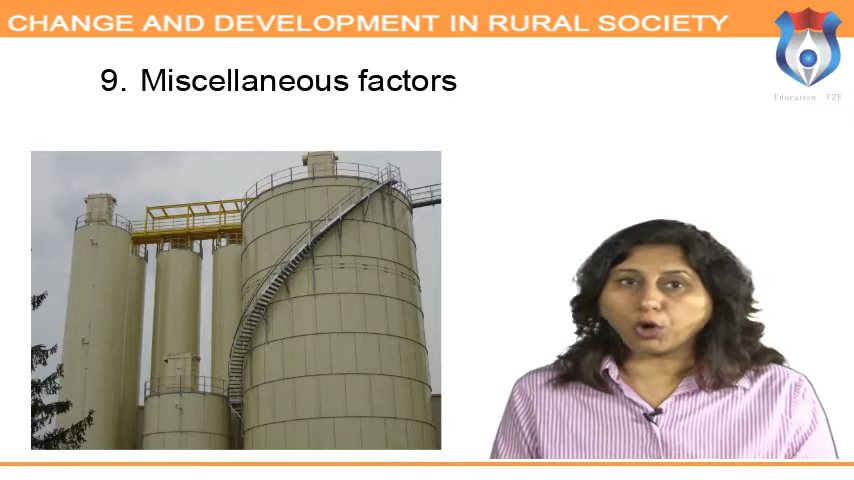 CHANGE AND DEVELOPMENT IN RURAL SOCIETY
9. Miscellaneous factors
Education FZE